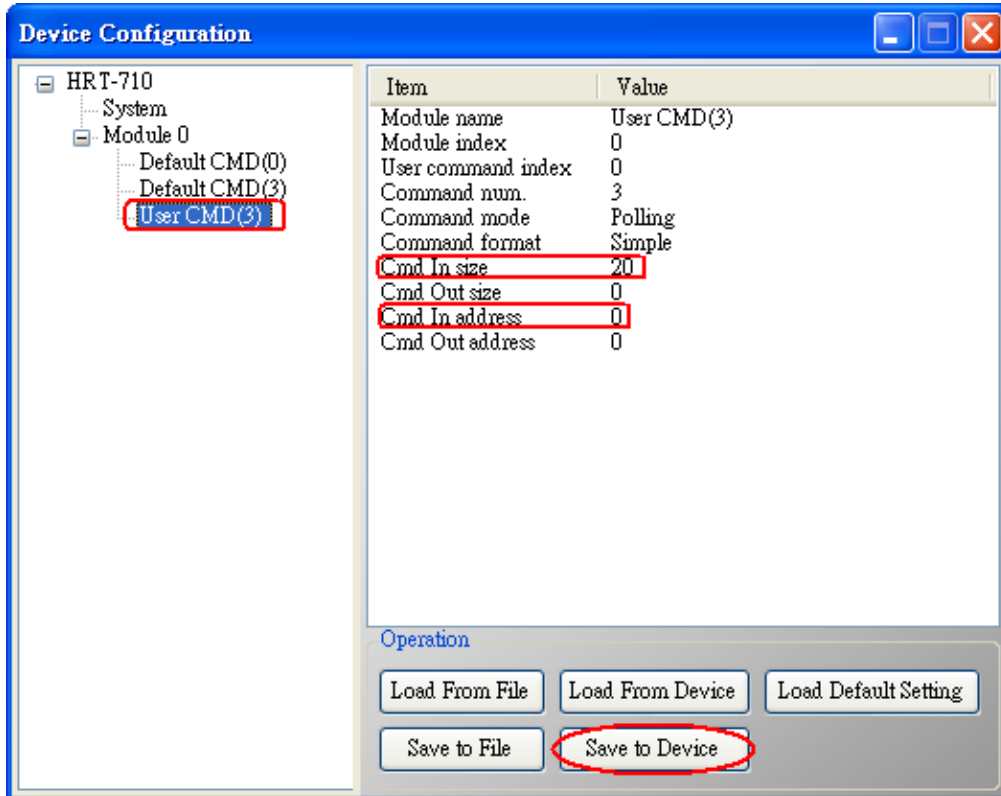 Device Configuration
HRT-710
System
Module 0
Default CMD(0)
Default CMD(3)
User CMD(3)
Item Value
Module name User CMD(3)
Module index 0
User command index 0
Command num. 3
Command mode Polling
Command format Simple
Cmd In size 20
Cmd Out size 0
Cmd In address 0
Cmd Out address 0
Operation
Load From File Load From Device Load Default Setting
Save to File Save to Device